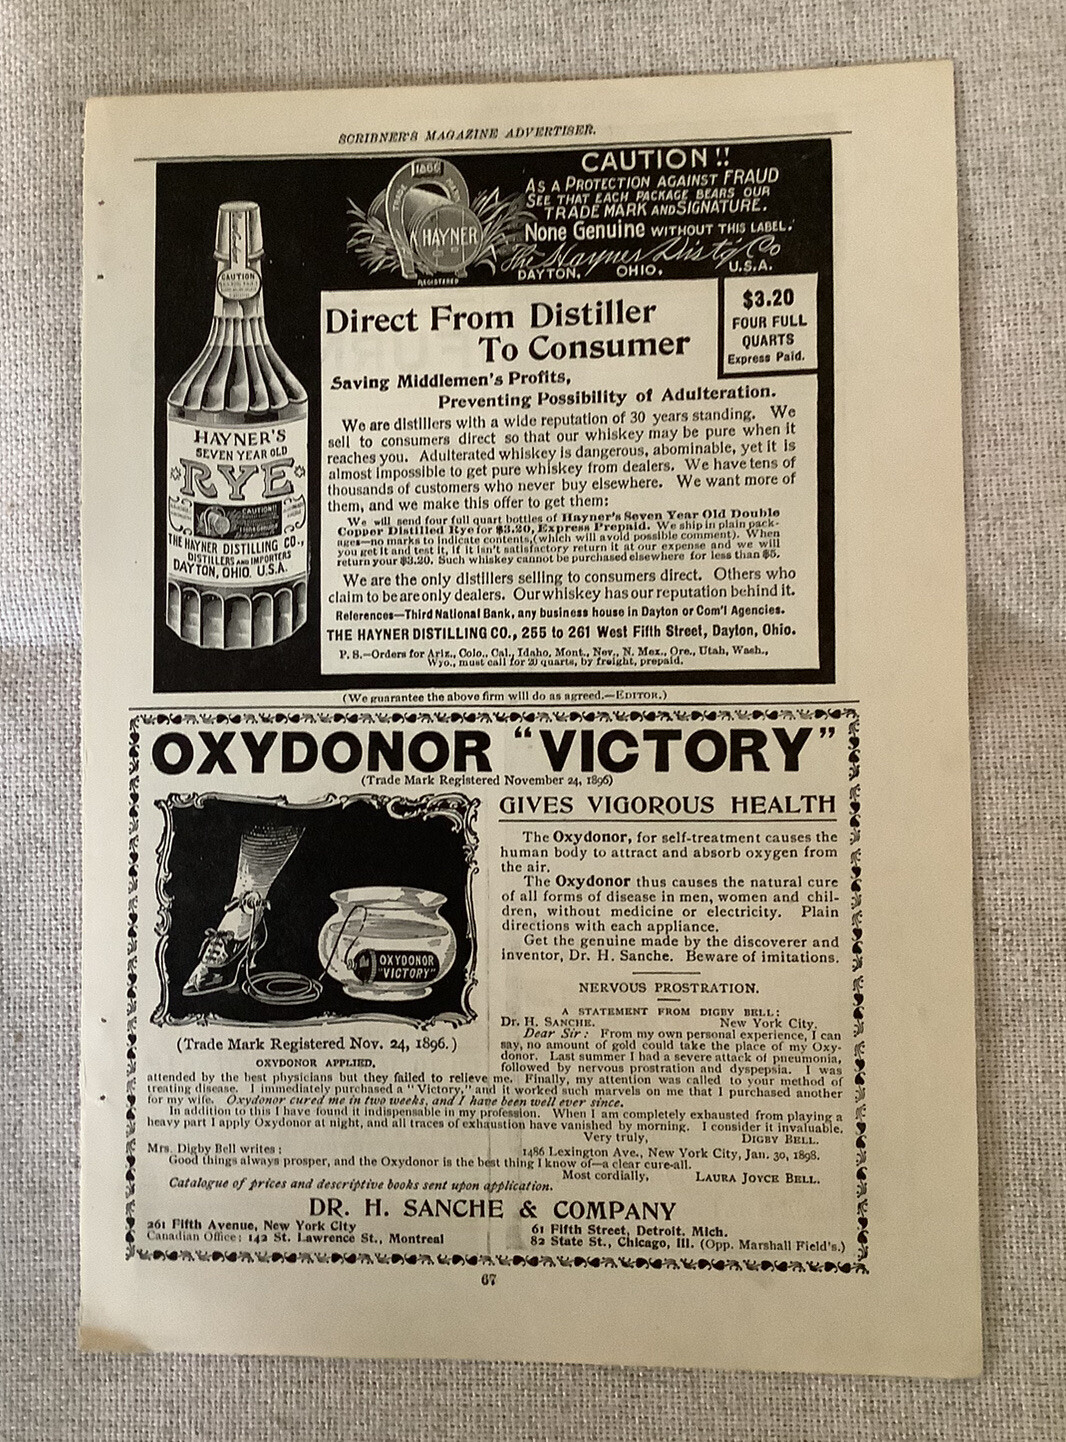 SCRIBNER'S MAGAZINE ADVERTISER.
1866
TRADE MARK
HAYNER
REGISTERED
CAUTION!!
AS A PROTECTION AGAINST FRAUD
SEE THAT EACH PACKAGE BEARS OUR
TRADE MARK AND SIGNATURE.
None Genuine WITHOUT THIS LABEL.
The Hayner Dist'g Co
DAYTON, OHIO, U.S.A.
CAUTION
HAYNER'S
SEVEN YEAR OLD
RYE
CAUTION!!
THE HAYNER DISTILLING CO.,
DISTILLERS AND IMPORTERS
DAYTON, OHIO. U.S.A.
Direct From Distiller
To Consumer
$3.20
FOUR FULL
QUARTS
Express Paid.
Saving Middlemen's Profits,
Preventing Possibility of Adulteration.
We are distillers with a wide reputation of 30 years standing. We
sell to consumers direct so that our whiskey may be pure when it
reaches you. Adulterated whiskey is dangerous, abominable, yet it is
almost impossible to get pure whiskey from dealers. We have tens of
thousands of customers who never buy elsewhere. We want more of
them, and we make this offer to get them:
We will send four full quart bottles of Hayner's Seven Year Old Double
Copper Distilled Rye for $3.20, Express Prepaid. We ship in plain pack-
ages—no marks to indicate contents, (which will avoid possible comment). When
you get it and test it, if it isn't satisfactory return it at our expense and we will
return your $3.20. Such whiskey cannot be purchased elsewhere for less than $5.
We are the only distillers selling to consumers direct. Others who
claim to be are only dealers. Our whiskey has our reputation behind it.
References—Third National Bank, any business house in Dayton or Com'l Agencies.
THE HAYNER DISTILLING CO., 255 to 261 West Fifth Street, Dayton, Ohio.
P. S.—Orders for Ariz., Colo., Cal., Idaho, Mont., Nev., N. Mex., Ore., Utah, Wash.,
Wyo., must call for 20 quarts, by freight, prepaid.
(We guarantee the above firm will do as agreed.—EDITOR.)
OXYDONOR "VICTORY"
(Trade Mark Registered November 24, 1896)
GIVES VIGOROUS HEALTH
The Oxydonor, for self-treatment causes the
human body to attract and absorb oxygen from
the air.
The Oxydonor thus causes the natural cure
of all forms of disease in men, women and chil-
dren, without medicine or electricity. Plain
directions with each appliance.
Get the genuine made by the discoverer and
inventor, Dr. H. Sanche. Beware of imitations.
OXYDONOR
"VICTORY"
(Trade Mark Registered Nov. 24, 1896.)
OXYDONOR APPLIED.
NERVOUS PROSTRATION.
A STATEMENT FROM DIGBY BELL:
Dr. H. SANCHE. New York City.
Dear Sir: From my own personal experience, I can
say, no amount of gold could take the place of my Oxy-
donor. Last summer I had a severe attack of pneumonia,
followed by nervous prostration and dyspepsia. I was
attended by the best physicians but they failed to relieve me. Finally, my attention was called to your method of
treating disease. I immediately purchased a "Victory," and it worked such marvels on me that I purchased another
for my wife. Oxydonor cured me in two weeks, and I have been well ever since.
In addition to this I have found it indispensable in my profession. When I am completely exhausted from playing a
heavy part I apply Oxydonor at night, and all traces of exhaustion have vanished by morning. I consider it invaluable.
Very truly, DIGBY BELL.
Mrs. Digby Bell writes: 1486 Lexington Ave., New York City, Jan. 30, 1898.
Good things always prosper, and the Oxydonor is the best thing I know of—a clear cure-all.
Most cordially, LAURA JOYCE BELL.
Catalogue of prices and descriptive books sent upon application.
DR. H. SANCHE & COMPANY
261 Fifth Avenue, New York City
Canadian Office: 142 St. Lawrence St., Montreal
61 Fifth Street, Detroit. Mich.
82 State St., Chicago, Ill. (Opp. Marshall Field's.)
67